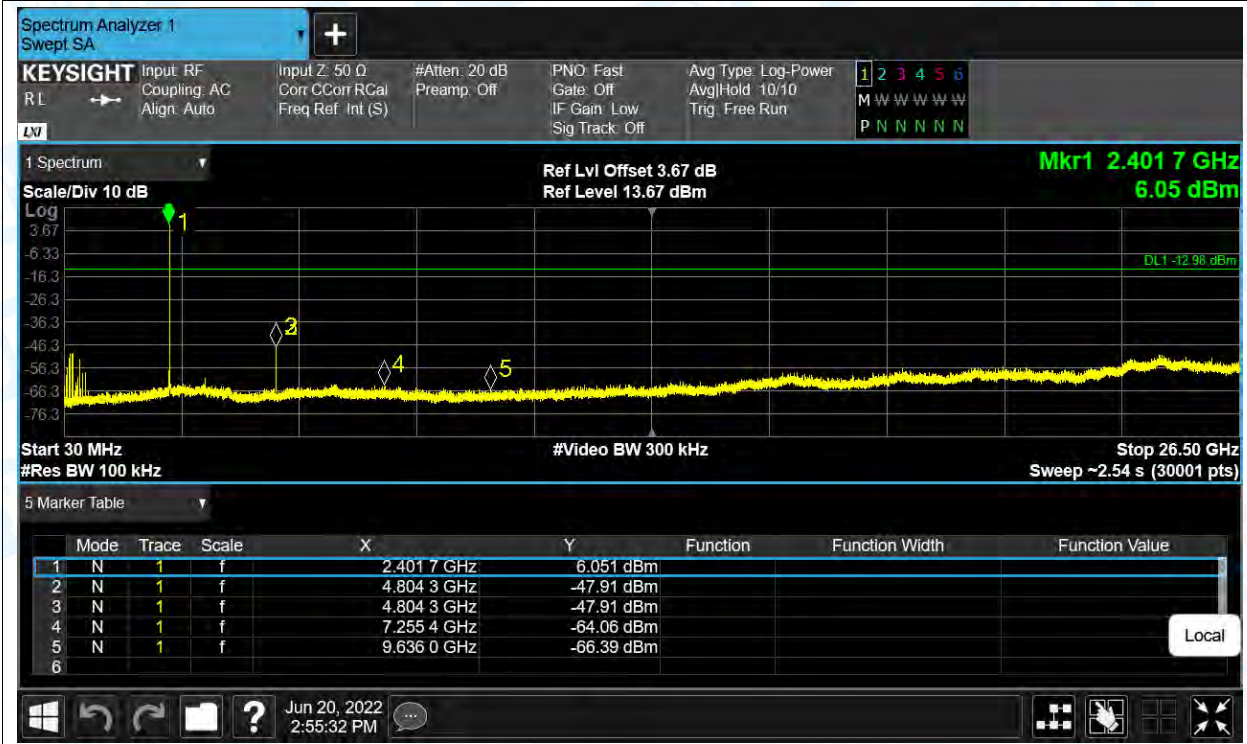 Spectrum Analyzer 1
Swept SA
+
KEYSIGHT
RL
LXI
Input: RF
Coupling: AC
Align: Auto
Input Z: 50 Ω
Corr CCorr RCal
Freq Ref: Int (S)
#Atten: 20 dB
Preamp: Off
PNO: Fast
Gate: Off
IF Gain: Low
Sig Track: Off
Avg Type: Log-Power
Avg|Hold: 10/10
Trig: Free Run
1 2 3 4 5 6
M W W W W W
P N N N N N
1 Spectrum
Scale/Div 10 dB
Ref Lvl Offset 3.67 dB
Ref Level 13.67 dBm
Mkr1 2.401 7 GHz
6.05 dBm
Log
3.67
-6.33
-16.3
-26.3
-36.3
-46.3
-56.3
-66.3
-76.3
1
3
4
5
DL1 -12.98 dBm
Start 30 MHz
#Res BW 100 kHz
#Video BW 300 kHz
Stop 26.50 GHz
Sweep ~2.54 s (30001 pts)
5 Marker Table
Mode Trace Scale X Y Function Function Width Function Value
1 N 1 f 2.401 7 GHz 6.051 dBm
2 N 1 f 4.804 3 GHz -47.91 dBm
3 N 1 f 4.804 3 GHz -47.91 dBm
4 N 1 f 7.255 4 GHz -64.06 dBm
5 N 1 f 9.636 0 GHz -66.39 dBm
6
Local
?
Jun 20, 2022
2:55:32 PM